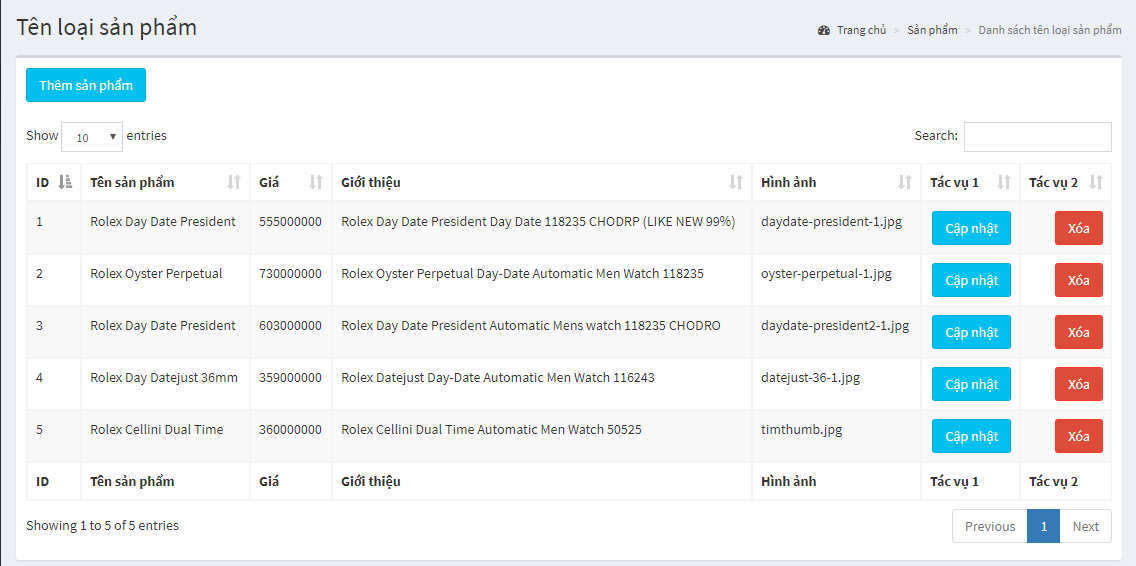 Tên loại sản phẩm
Trang chủ > Sản phẩm > Danh sách tên loại sản phẩm
Thêm sản phẩm
Show 10 entries Search:
ID Tên sản phẩm Giá Giới thiệu Hình ảnh Tác vụ 1 Tác vụ 2
1 Rolex Day Date President 555000000 Rolex Day Date President Day Date 118235 CHODRP (LIKE NEW 99%) daydate-president-1.jpg Cập nhật Xóa
2 Rolex Oyster Perpetual 730000000 Rolex Oyster Perpetual Day-Date Automatic Men Watch 118235 oyster-perpetual-1.jpg Cập nhật Xóa
3 Rolex Day Date President 603000000 Rolex Day Date President Automatic Mens watch 118235 CHODRO daydate-president2-1.jpg Cập nhật Xóa
4 Rolex Day Datejust 36mm 359000000 Rolex Datejust Day-Date Automatic Men Watch 116243 datejust-36-1.jpg Cập nhật Xóa
5 Rolex Cellini Dual Time 360000000 Rolex Cellini Dual Time Automatic Men Watch 50525 timthumb.jpg Cập nhật Xóa
ID Tên sản phẩm Giá Giới thiệu Hình ảnh Tác vụ 1 Tác vụ 2
Showing 1 to 5 of 5 entries Previous 1 Next